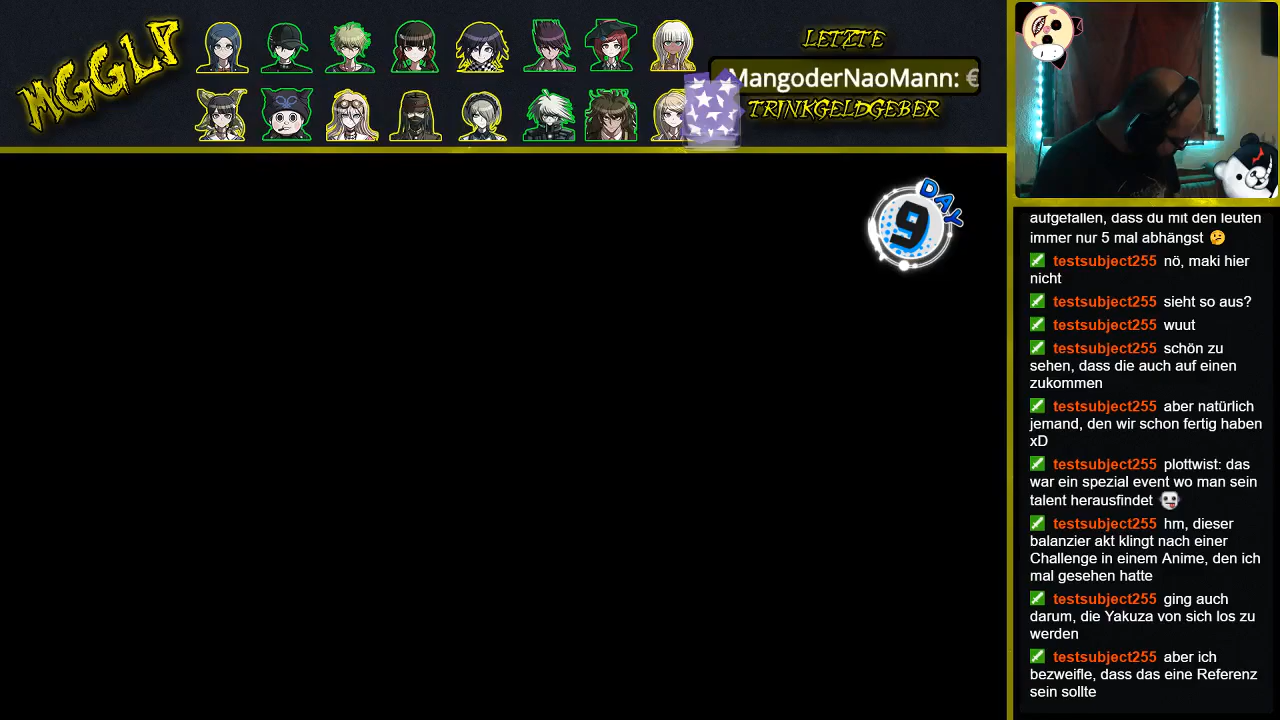 MGGLP
LETZTE
MangoderNaoMann: €
TRINKGELDGEBER
DAY
9
aufgefallen, dass du mit den leuten
immer nur 5 mal abhängst 🤔
testsubject255 nö, maki hier
nicht
testsubject255 sieht so aus?
testsubject255 wuut
testsubject255 schön zu
sehen, dass die auch auf einen
zukommen
testsubject255 aber natürlich
jemand, den wir schon fertig haben
xD
testsubject255 plottwist: das
war ein spezial event wo man sein
talent herausfindet
testsubject255 hm, dieser
balanzier akt klingt nach einer
Challenge in einem Anime, den ich
mal gesehen hatte
testsubject255 ging auch
darum, die Yakuza von sich los zu
werden
testsubject255 aber ich
bezweifle, dass das eine Referenz
sein sollte